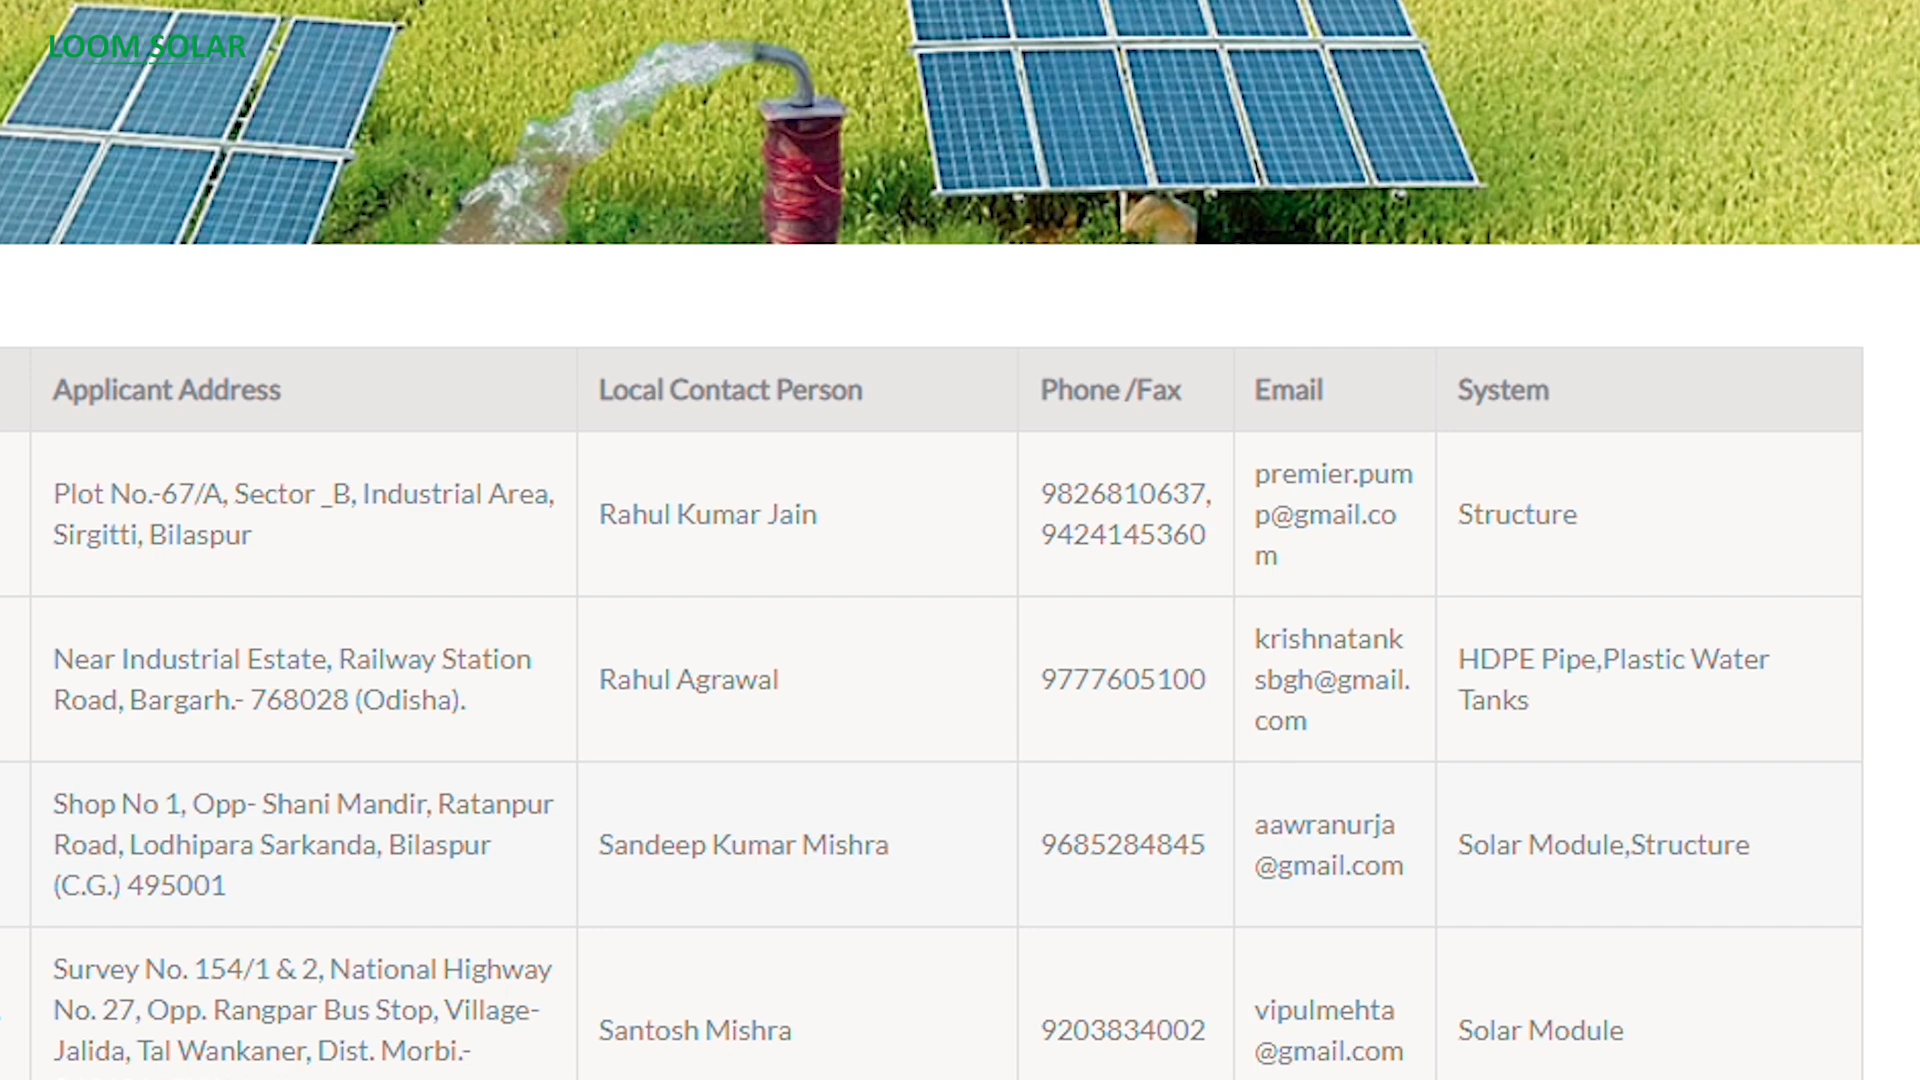 LOOM SOLAR
Applicant Address
Local Contact Person
Phone /Fax
Email
System
Plot No.-67/A, Sector _B, Industrial Area,
Sirgitti, Bilaspur
Rahul Kumar Jain
9826810637,
9424145360
premier.pum
p@gmail.co
m
Structure
Near Industrial Estate, Railway Station
Road, Bargarh.- 768028 (Odisha).
Rahul Agrawal
9777605100
krishnatank
sbgh@gmail.
com
HDPE Pipe,Plastic Water
Tanks
Shop No 1, Opp- Shani Mandir, Ratanpur
Road, Lodhipara Sarkanda, Bilaspur
(C.G.) 495001
Sandeep Kumar Mishra
9685284845
aawranurja
@gmail.com
Solar Module,Structure
Survey No. 154/1 & 2, National Highway
No. 27, Opp. Rangpar Bus Stop, Village-
Jalida, Tal Wankaner, Dist. Morbi.-
Santosh Mishra
9203834002
vipulmehta
@gmail.com
Solar Module